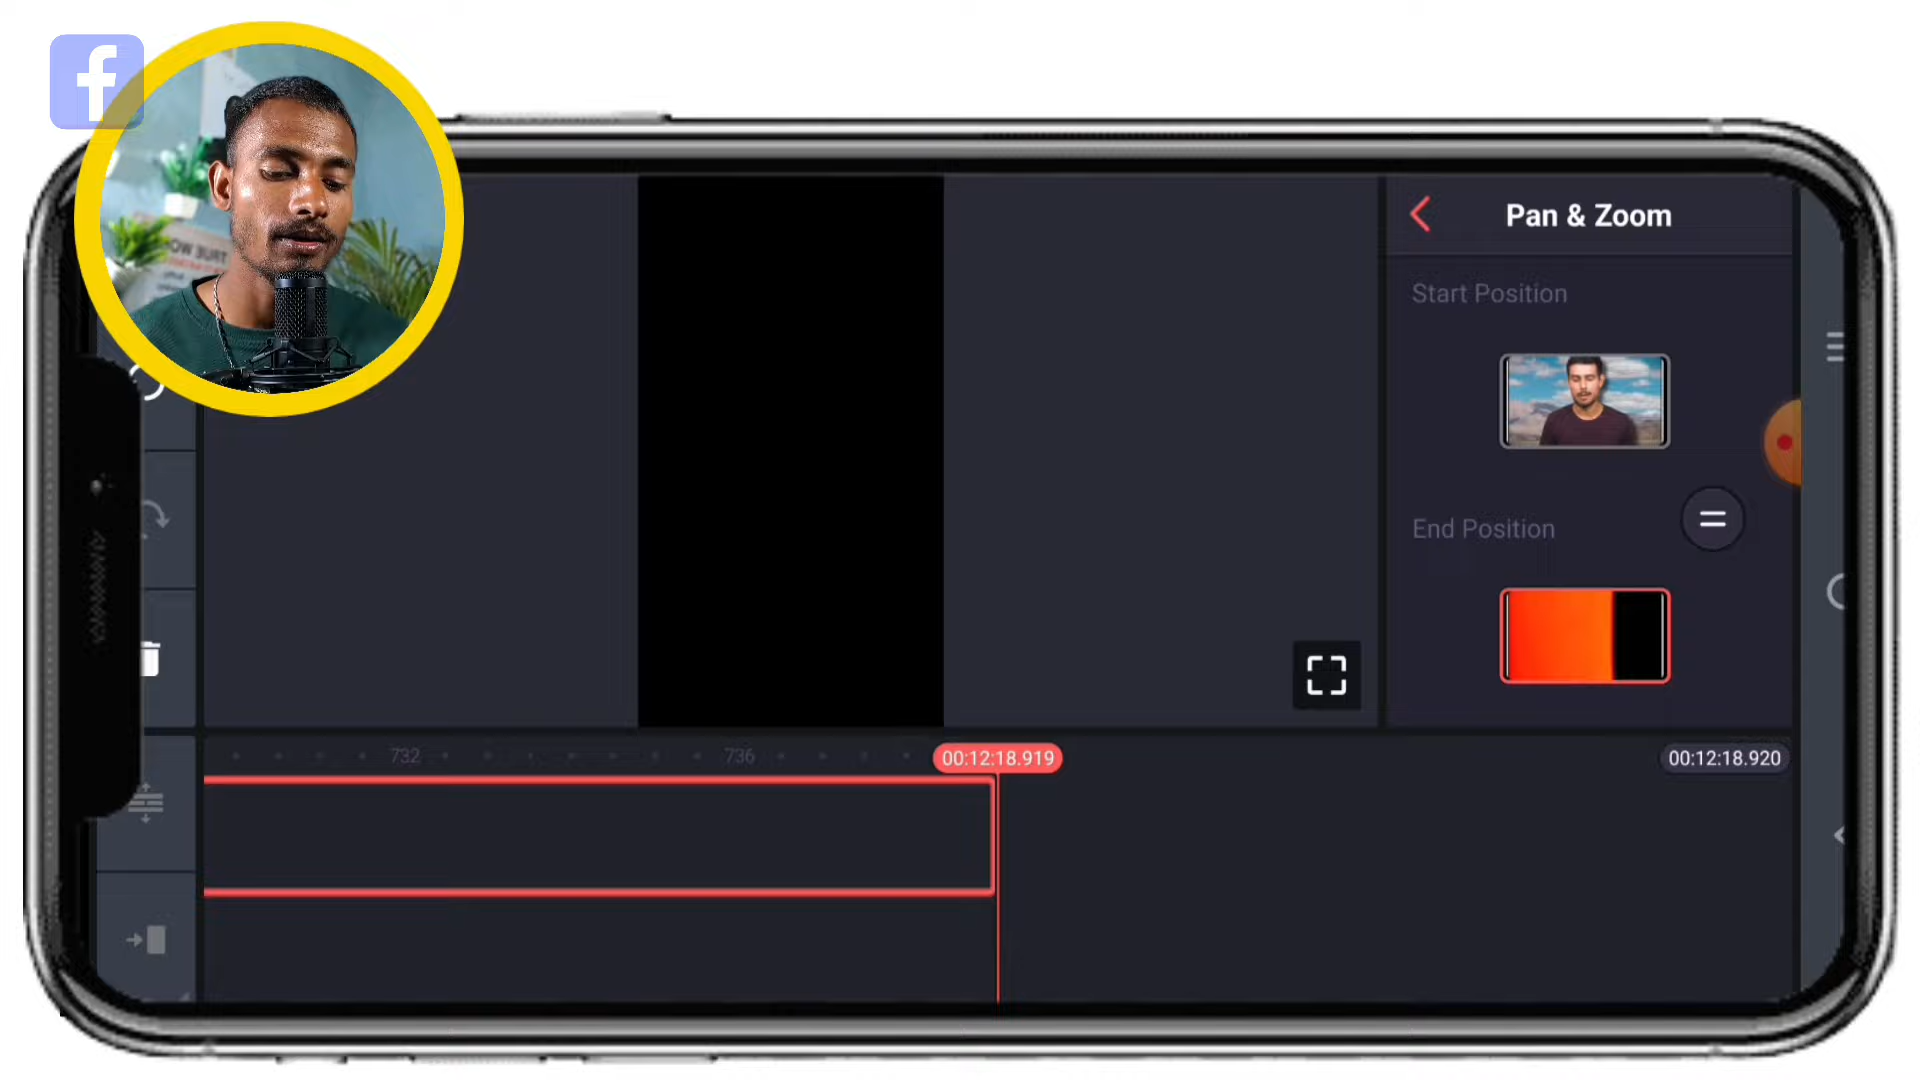 f
Pan & Zoom
Start Position
End Position
732
736
00:12:18.919
00:12:18.920